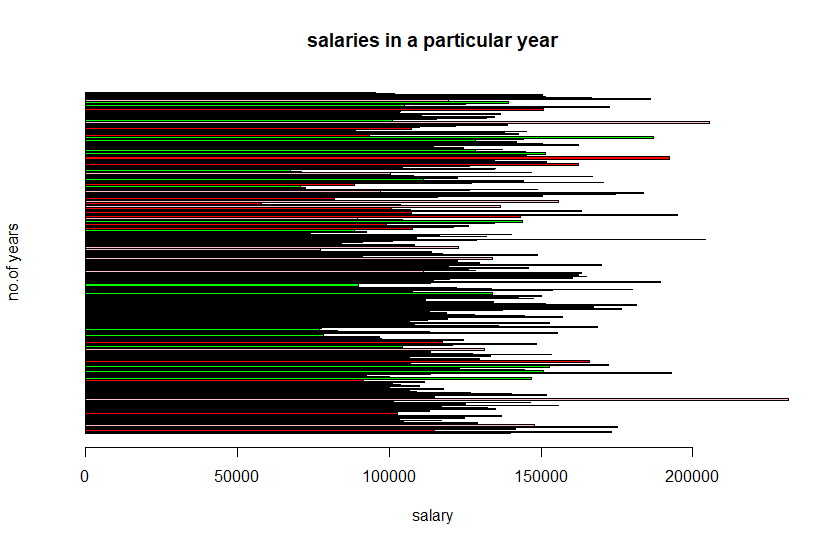 salaries in a particular year
no.of years
0 50000 100000 150000 200000
salary